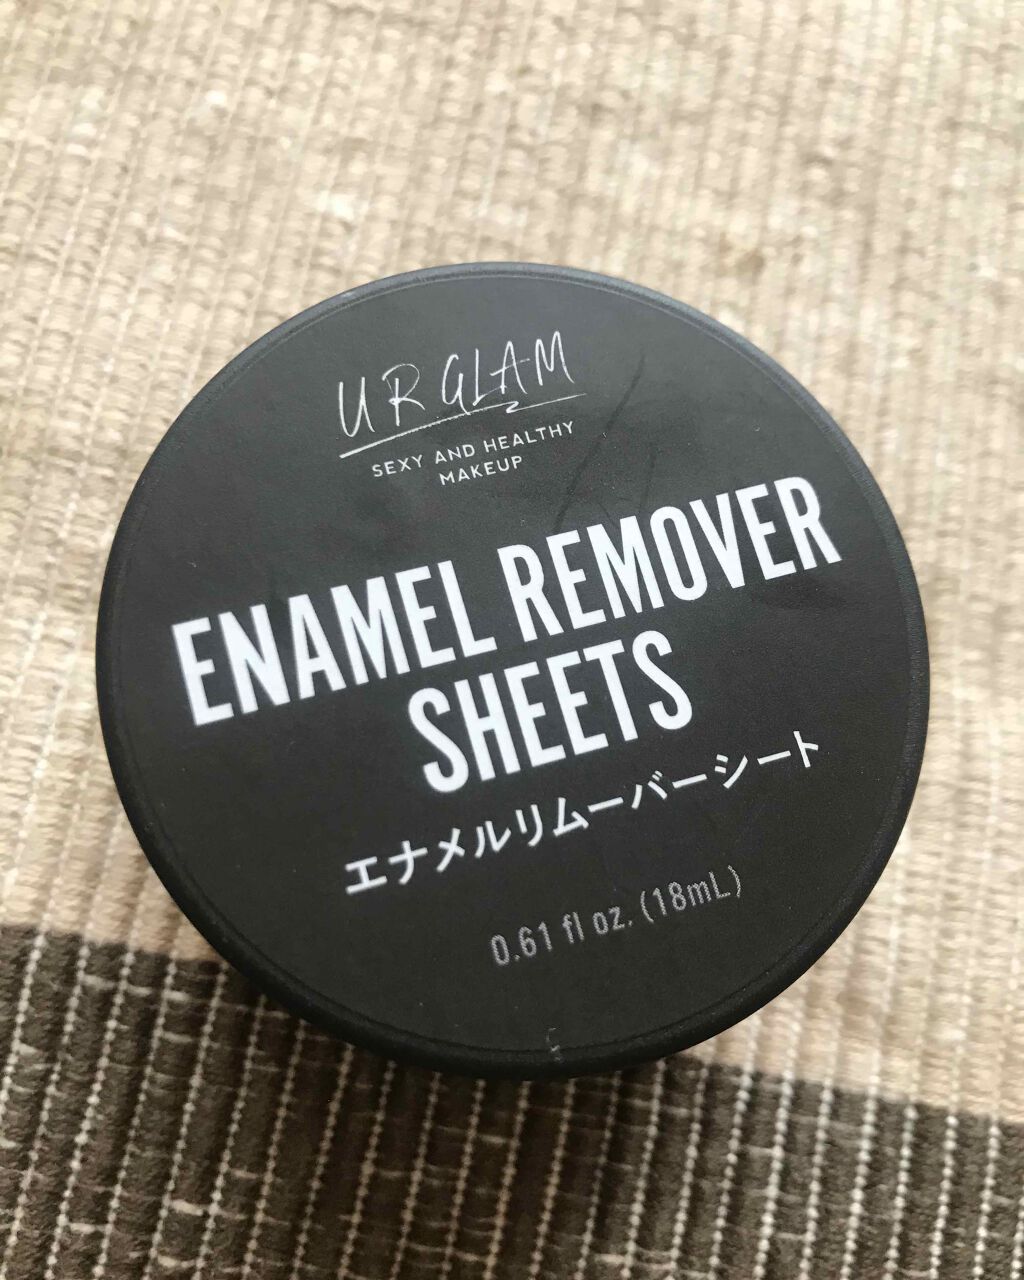 UR GLAM
SEXY AND HEALTHY
MAKEUP
ENAMEL REMOVER
SHEETS
エナメルリムーバーシート
0.61 fl oz. (18mL)